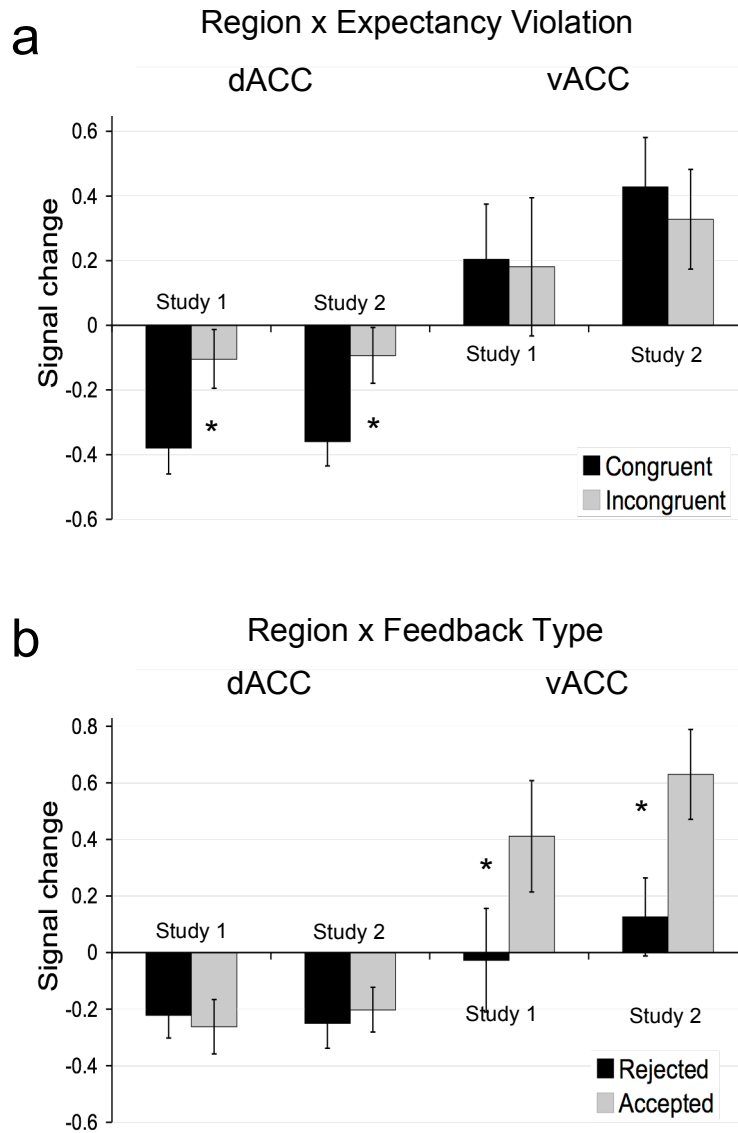 a
Region x Expectancy Violation
dACC vACC
Signal change
0.6
0.4
0.2
0
-0.2
-0.4
-0.6
Study 1 Study 2
Study 1 Study 2
* *
Congruent
Incongruent
b
Region x Feedback Type
dACC vACC
Signal change
0.8
0.6
0.4
0.2
0
-0.2
-0.4
-0.6
* *
Study 1 Study 2
Study 1 Study 2
Rejected
Accepted